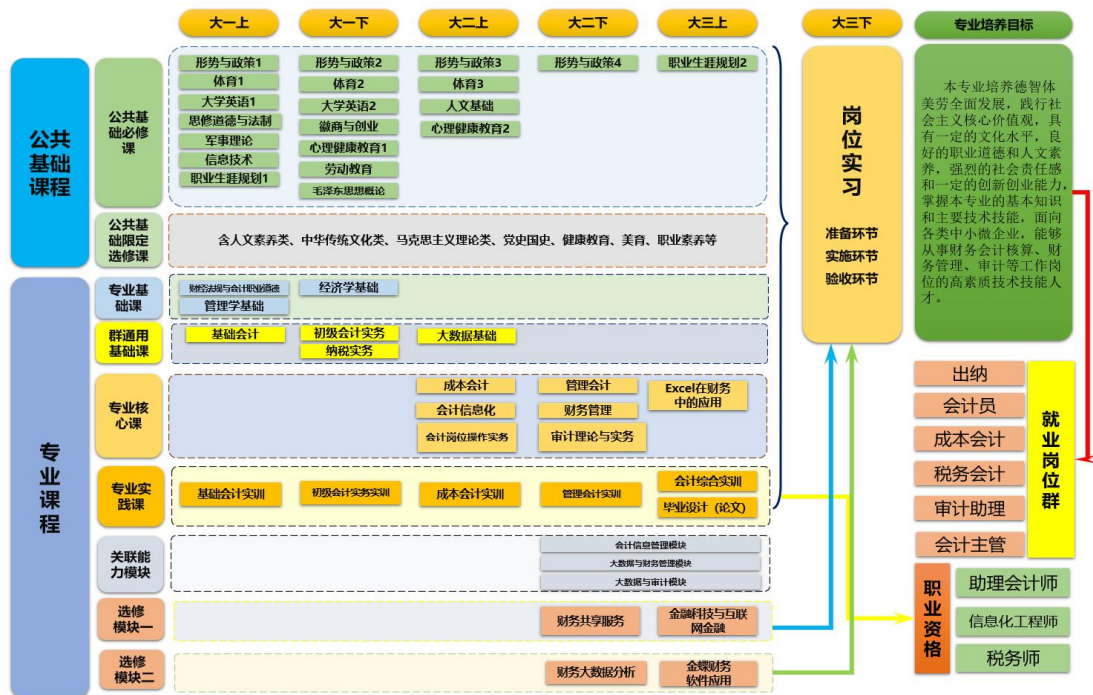 大一上
大一下
大二上
大二下
大三上
大三下
专业培养目标
公共
基础
课程
公共基
础必修
课
形势与政策1
体育1
大学英语1
思修道德与法制
军事理论
信息技术
职业生涯规划1
形势与政策2
体育2
大学英语2
徽商与创业
心理健康教育1
劳动教育
毛泽东思想概论
形势与政策3
体育3
人文基础
心理健康教育2
形势与政策4
职业生涯规划2
公共基
础限定
选修课
含人文素养类、中华传统文化类、马克思主义理论类、党史国史、健康教育、美育、职业素养等
专业课程
专业基
础课
财经法规与会计职业道德
管理学基础
经济学基础
群通用
基础课
基础会计
初级会计实务
纳税实务
大数据基础
专业核
心课
成本会计
会计信息化
会计岗位操作实务
管理会计
财务管理
审计理论与实务
Excel在财务
中的应用
专业实
践课
基础会计实训
初级会计实务实训
成本会计实训
管理会计实训
会计综合实训
毕业设计（论文）
关联能
力模块
会计信息管理模块
大数据与财务管理模块
大数据与审计模块
选修
模块一
财务共享服务
金融科技与互联
网金融
选修
模块二
财务大数据分析
金蝶财务
软件应用
岗位实习
准备环节
实施环节
验收环节
本专业培养德智体
美劳全面发展，践行社
会主义核心价值观，具
有一定的文化水平，良
好的职业道德和人文素
养，强烈的社会责任感
和一定的创新创业能力，
掌握本专业的基本知识
和主要技术技能，面向
各类中小微企业，能够
从事财务会计核算、财
务管理、审计等工作岗
位的高素质技术技能人
才。
出纳
会计员
成本会计
税务会计
审计助理
会计主管
就业岗位群
职业资格
助理会计师
信息化工程师
税务师